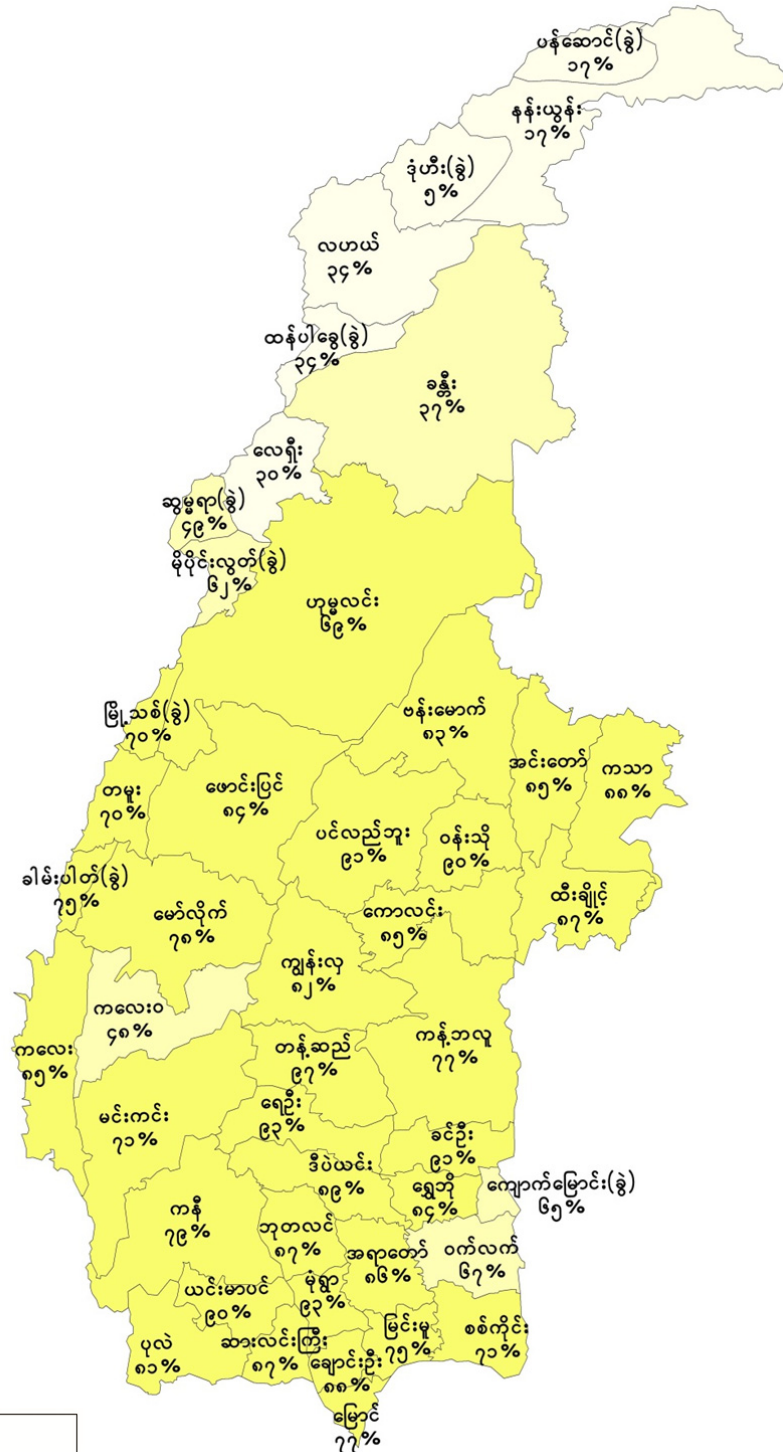 ပန်ဆောင်(ခွဲ)
၁၇%
နန်းယွန်း
၁၇%
ဒုံဟီး(ခွဲ)
၅%
လဟယ်
၃၄%
ထန်ပါခွေ(ခွဲ)
၃၄%
ခန္တီး
၃၇%
လေရှီး
၃၀%
ဆွမ္မရာ(ခွဲ)
၄၉%
မိုပိုင်းလွတ်(ခွဲ)
၆၂%
ဟုမ္မလင်း
၆၉%
မြို့သစ်(ခွဲ)
၇၀%
ဗန်းမောက်
၈၃%
အင်းတော်
၈၅%
ကသာ
၈၈%
တမူး
၇၀%
ဖောင်းပြင်
၈၄%
ပင်လည်ဘူး
၉၁%
ဝန်းသို
၉၀%
ခါမ်းပါတ်(ခွဲ)
၇၅%
မော်လိုက်
၇၈%
ကောလင်း
၈၅%
ထီးချိုင့်
၈၇%
ကျွန်းလှ
၈၂%
ကလေးဝ
၄၈%
ကလေး
၈၅%
တန့်ဆည်
၉၇%
ကန့်ဘလူ
၇၇%
မင်းကင်း
၇၁%
ရေဦး
၉၃%
ခင်ဦး
၉၁%
ဒီပဲယင်း
၈၉%
ရွှေဘို
၈၄%
ကျောက်မြောင်း(ခွဲ)
၆၅%
ကနီ
၇၉%
ဘုတလင်
၈၇%
အရာတော်
၈၆%
ဝက်လက်
၆၇%
ယင်းမာပင်
၉၀%
မုံရွာ
၉၃%
ပုလဲ
၈၁%
ဆားလင်းကြီး
၈၇%
ချောင်းဦး
၈၈%
မြင်းမူ
၇၅%
စစ်ကိုင်း
၇၁%
မြောင်
၇၇%